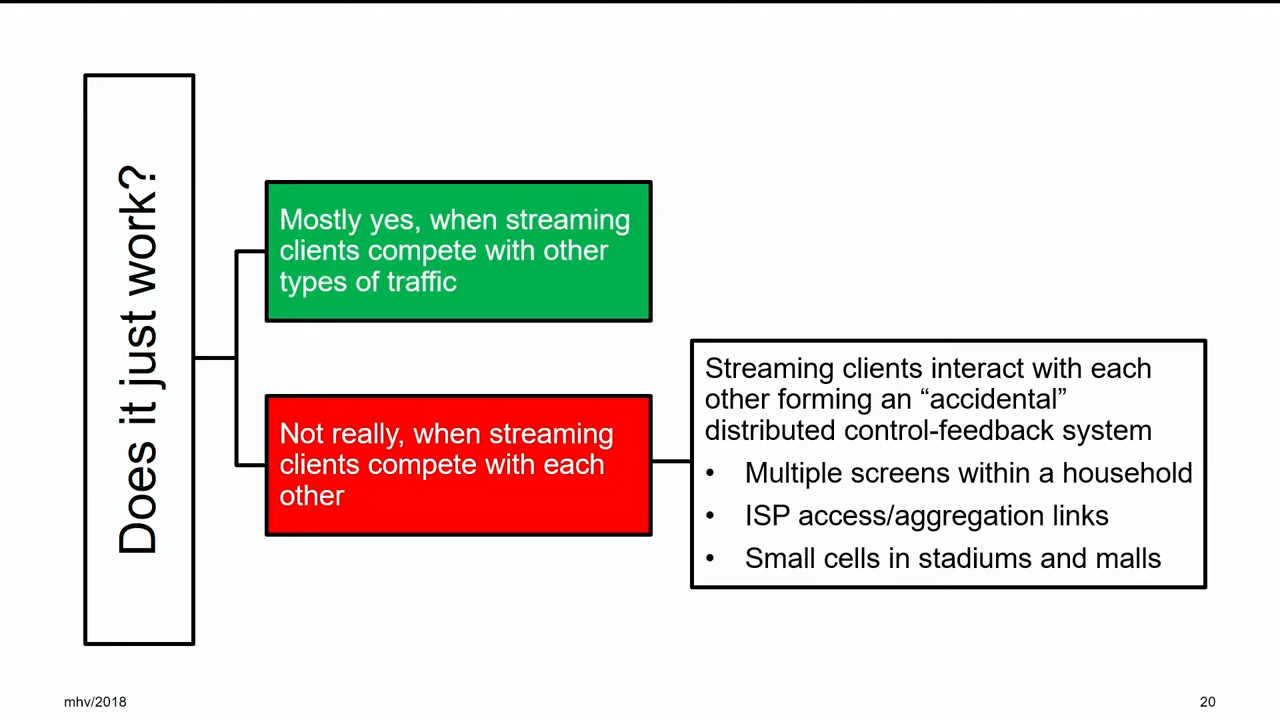 Does it just work?
Mostly yes, when streaming
clients compete with other
types of traffic
Not really, when streaming
clients compete with each
other
Streaming clients interact with each
other forming an “accidental”
distributed control-feedback system
• Multiple screens within a household
• ISP access/aggregation links
• Small cells in stadiums and malls
mhv/2018
20